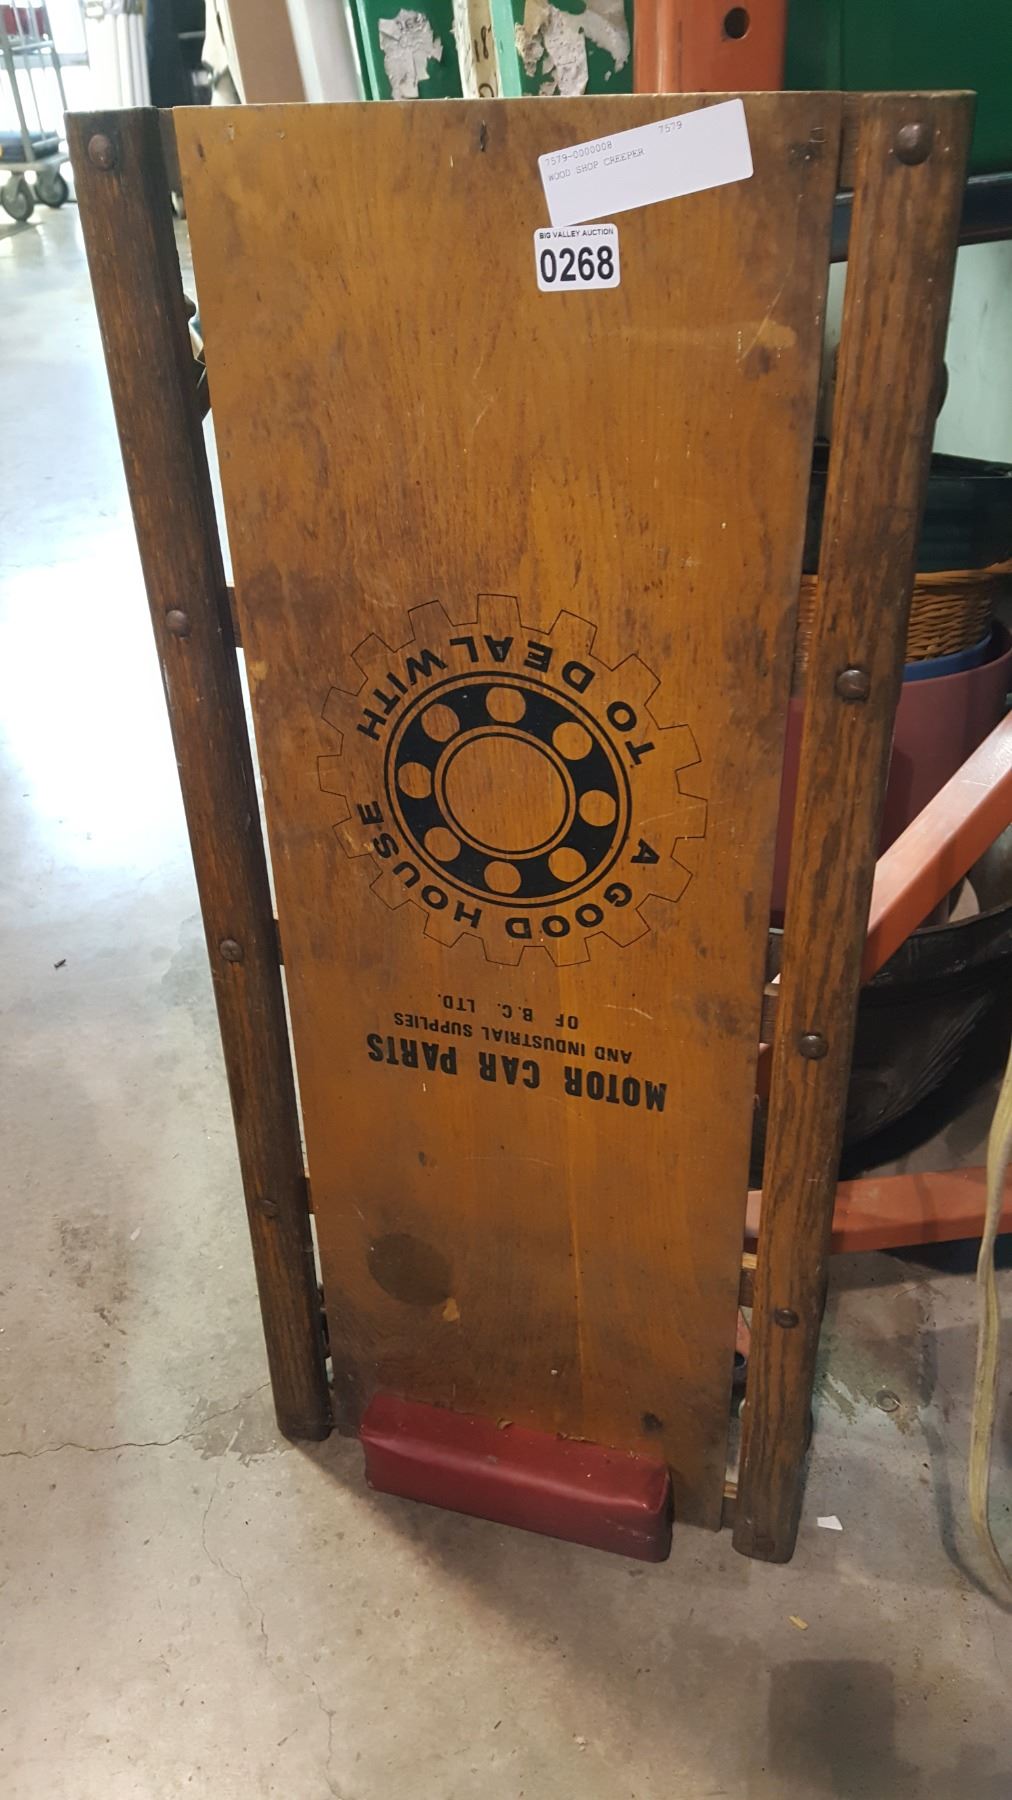 7579-0000008 7579
WOOD SHOP CREEPER
BIG VALLEY AUCTION
0268
MOTOR CAR PARTS
AND INDUSTRIAL SUPPLIES
OF B.C. LTD.
A GOOD HOUSE TO DEAL WITH